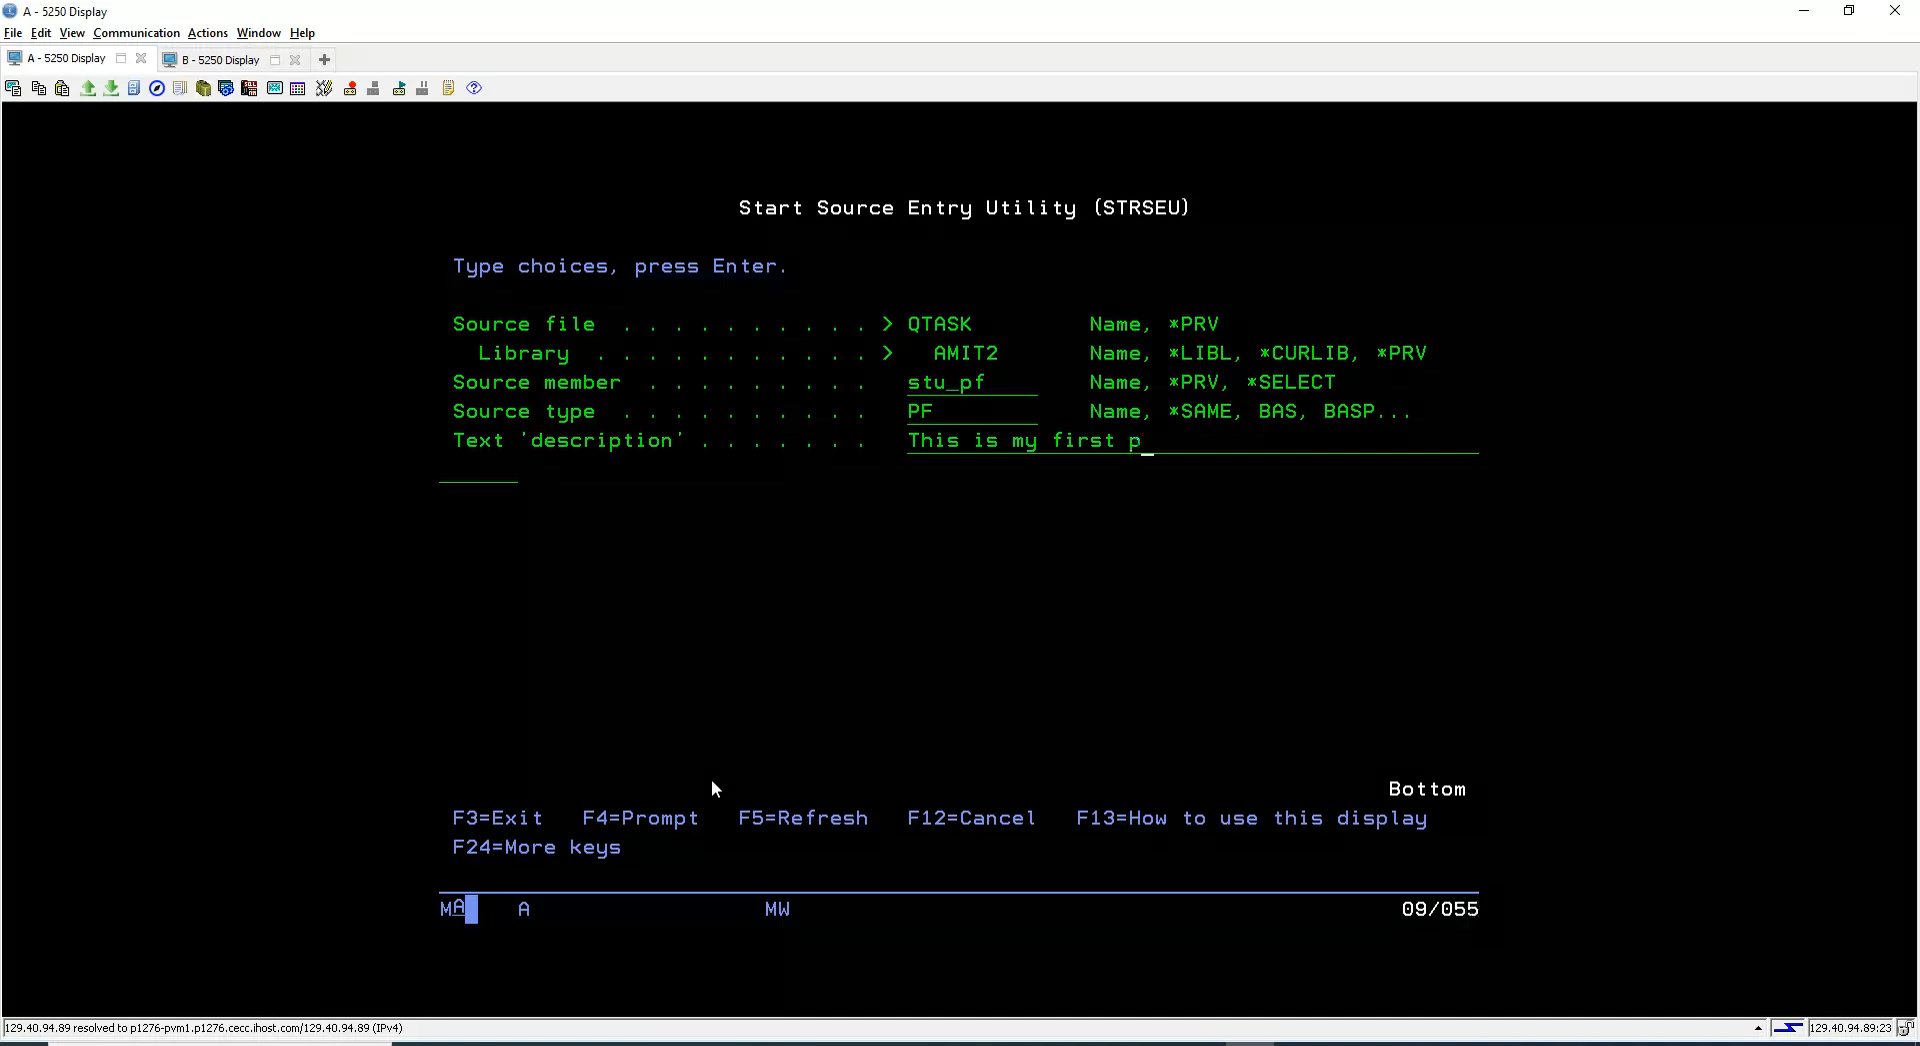 A - 5250 Display
File Edit View Communication Actions Window Help
A - 5250 Display B - 5250 Display
Start Source Entry Utility (STRSEU)
Type choices, press Enter.
Source file . . . . . . . . . . > QTASK Name, *PRV
Library . . . . . . . . . . . > AMIT2 Name, *LIBL, *CURLIB, *PRV
Source member . . . . . . . . . stu_pf Name, *PRV, *SELECT
Source type . . . . . . . . . . PF Name, *SAME, BAS, BASP...
Text 'description' . . . . . . . This is my first p_
Bottom
F3=Exit F4=Prompt F5=Refresh F12=Cancel F13=How to use this display
F24=More keys
MA A MW 09/055
129.40.94.89 resolved to p1276-pvm1.p1276.cecc.ihost.com/129.40.94.89 (IPv4) 129.40.94.89:23